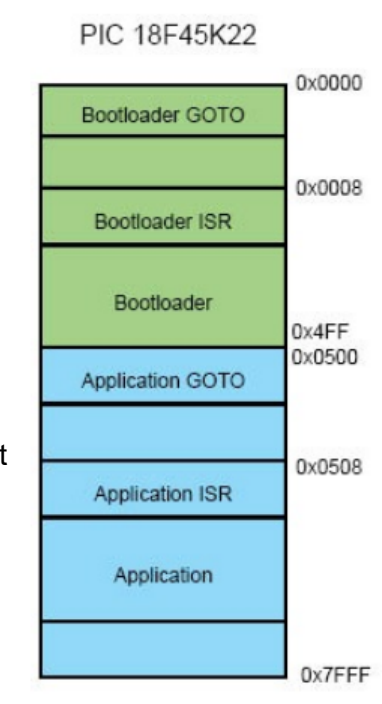 PIC 18F45K22
0x0000
Bootloader GOTO
0x0008
Bootloader ISR
Bootloader
0x4FF
0x0500
Application GOTO
t
0x0508
Application ISR
Application
0x7FFF